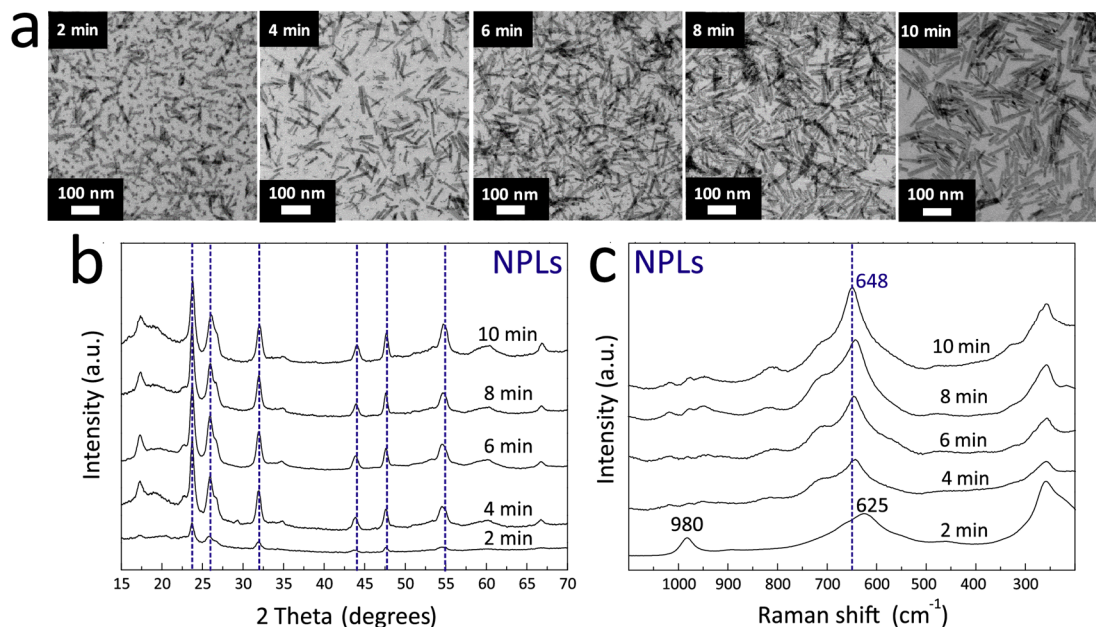 a
2 min
4 min
6 min
8 min
10 min
100 nm
100 nm
100 nm
100 nm
100 nm
b
NPLs
10 min
8 min
6 min
4 min
2 min
Intensity (a.u.)
15 20 25 30 35 40 45 50 55 60 65 70
2 Theta (degrees)
c
NPLs
648
10 min
8 min
6 min
4 min
625
980
2 min
Intensity (a.u.)
1000 900 800 700 600 500 400 300
Raman shift (cm⁻¹)